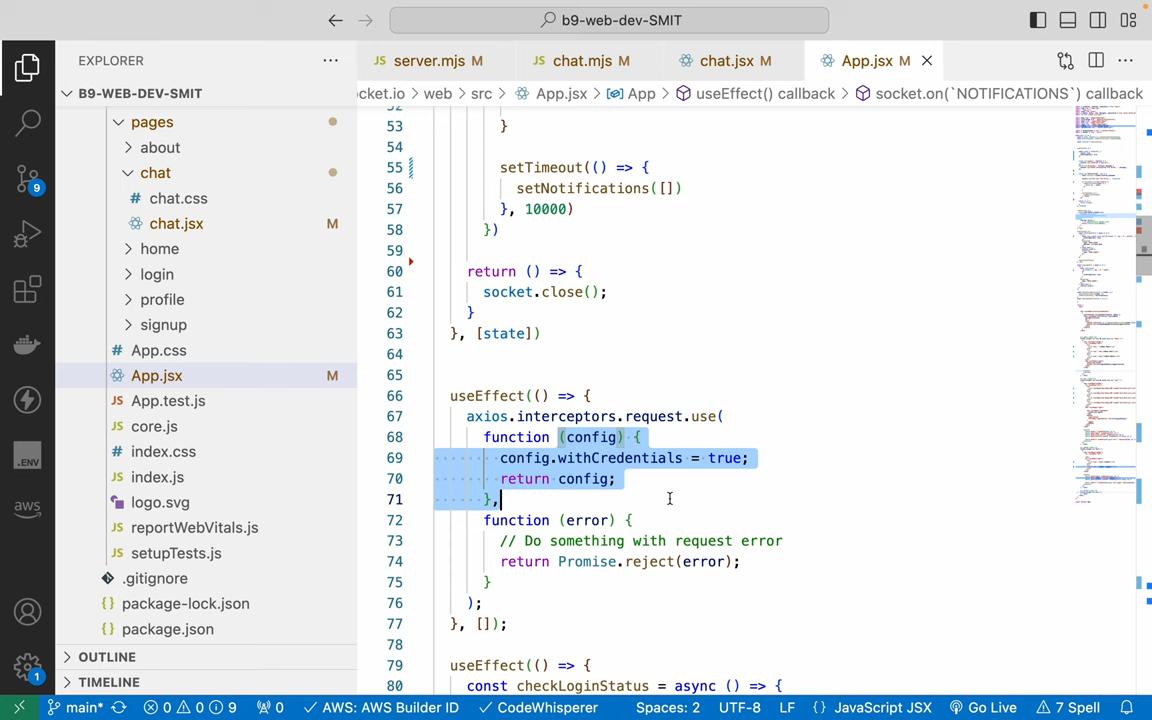 b9-web-dev-SMIT
EXPLORER
B9-WEB-DEV-SMIT
pages
about
chat
# chat.css
chat.jsx M
home
login
profile
signup
# App.css
App.jsx M
JS App.test.js
JS core.js
# index.css
JS index.js
logo.svg
JS reportWebVitals.js
JS setupTests.js
.gitignore
{} package-lock.json
{} package.json
OUTLINE
TIMELINE
9
.ENV
aws
1
JS server.mjs M
JS chat.mjs M
chat.jsx M
App.jsx M
cket.io > web > src > App.jsx > App > useEffect() callback > socket.on(`NOTIFICATIONS`) callback
53 }
54
55 setTimeout(() => {
56 setNotifications([])
57 }, 10000)
58 })
59
60 return () => {
61 socket.close();
62 }
63 }, [state])
64
65
66 useEffect(() => {
67 axios.interceptors.request.use(
68 function (config) {
69 config.withCredentials = true;
70 return config;
71 },
72 function (error) {
73 // Do something with request error
74 return Promise.reject(error);
75 }
76 );
77 }, []);
78
79 useEffect(() => {
80 const checkLoginStatus = async () => {
main* 0 0 9 0 AWS: AWS Builder ID CodeWhisperer Spaces: 2 UTF-8 LF {} JavaScript JSX Go Live 7 Spell